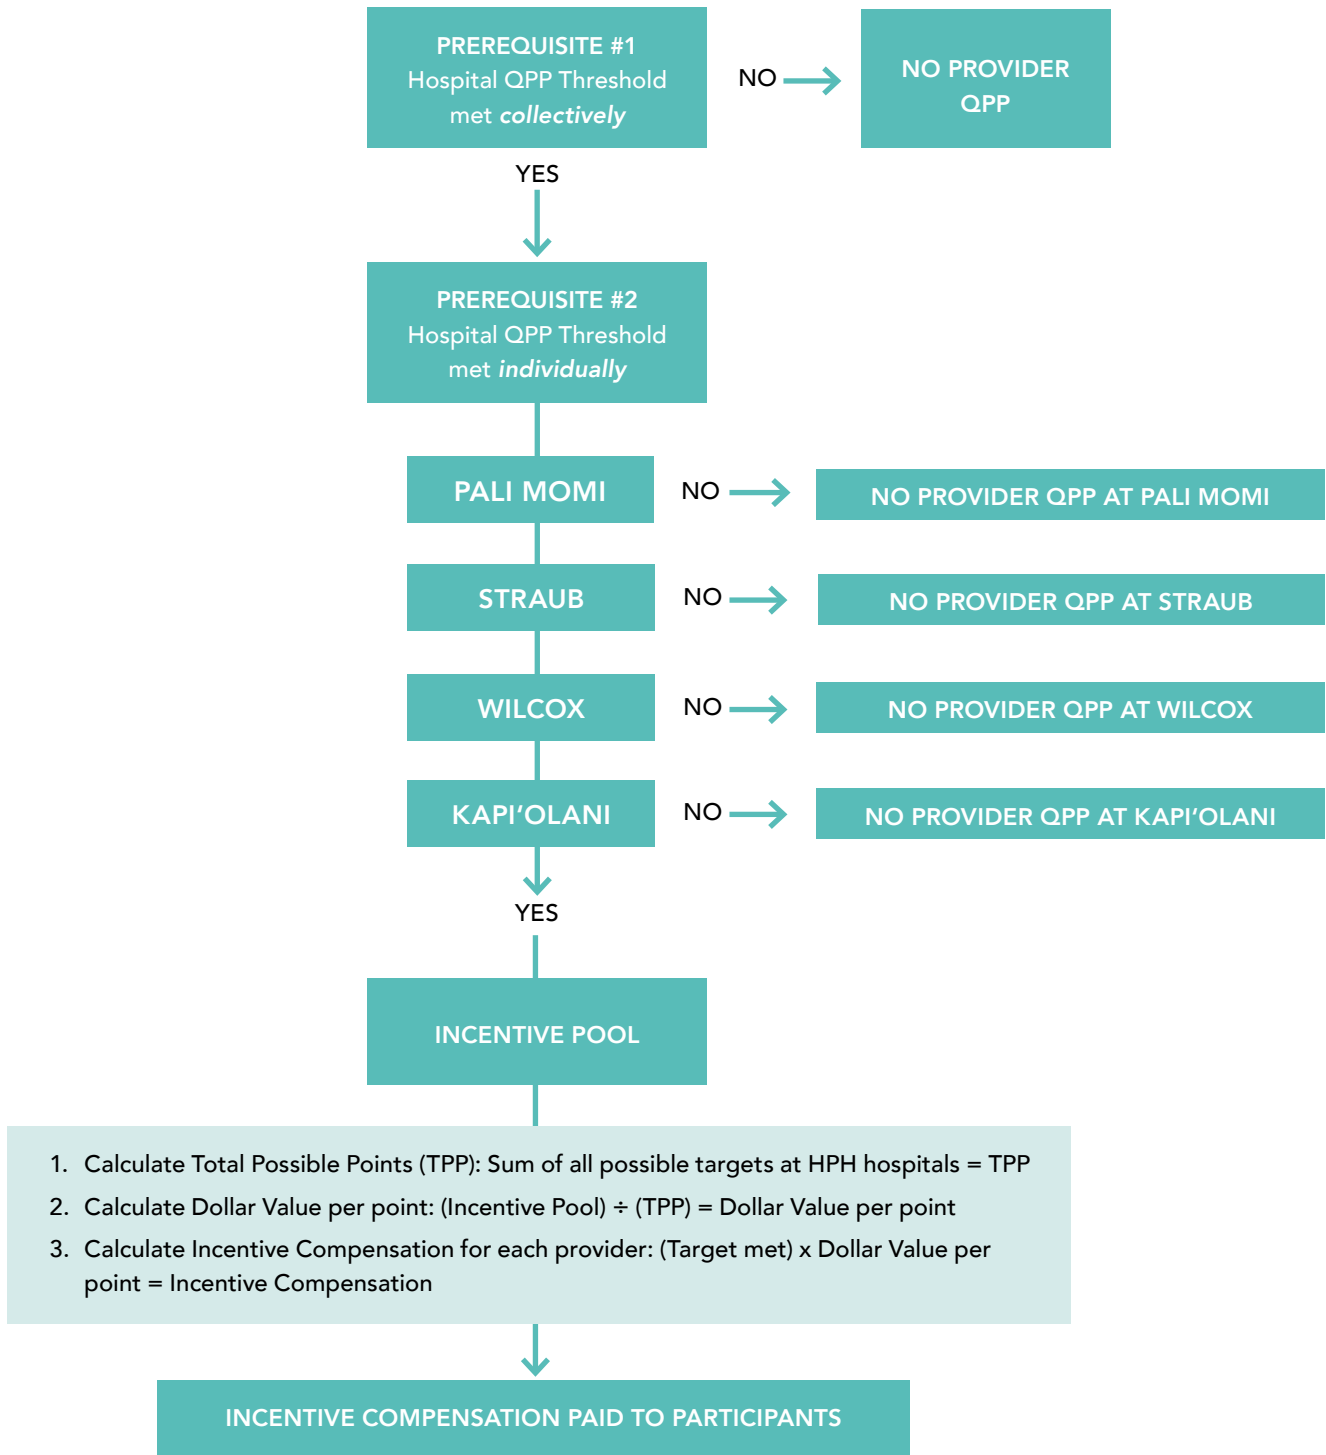 PREREQUISITE #1
Hospital QPP Threshold
met collectively
NO
NO PROVIDER
QPP
YES
PREREQUISITE #2
Hospital QPP Threshold
met individually
PALI MOMI
NO
NO PROVIDER QPP AT PALI MOMI
STRAUB
NO
NO PROVIDER QPP AT STRAUB
WILCOX
NO
NO PROVIDER QPP AT WILCOX
KAPI’OLANI
NO
NO PROVIDER QPP AT KAPI’OLANI
YES
INCENTIVE POOL
1. Calculate Total Possible Points (TPP): Sum of all possible targets at HPH hospitals = TPP
2. Calculate Dollar Value per point: (Incentive Pool) ÷ (TPP) = Dollar Value per point
3. Calculate Incentive Compensation for each provider: (Target met) x Dollar Value per
point = Incentive Compensation
INCENTIVE COMPENSATION PAID TO PARTICIPANTS